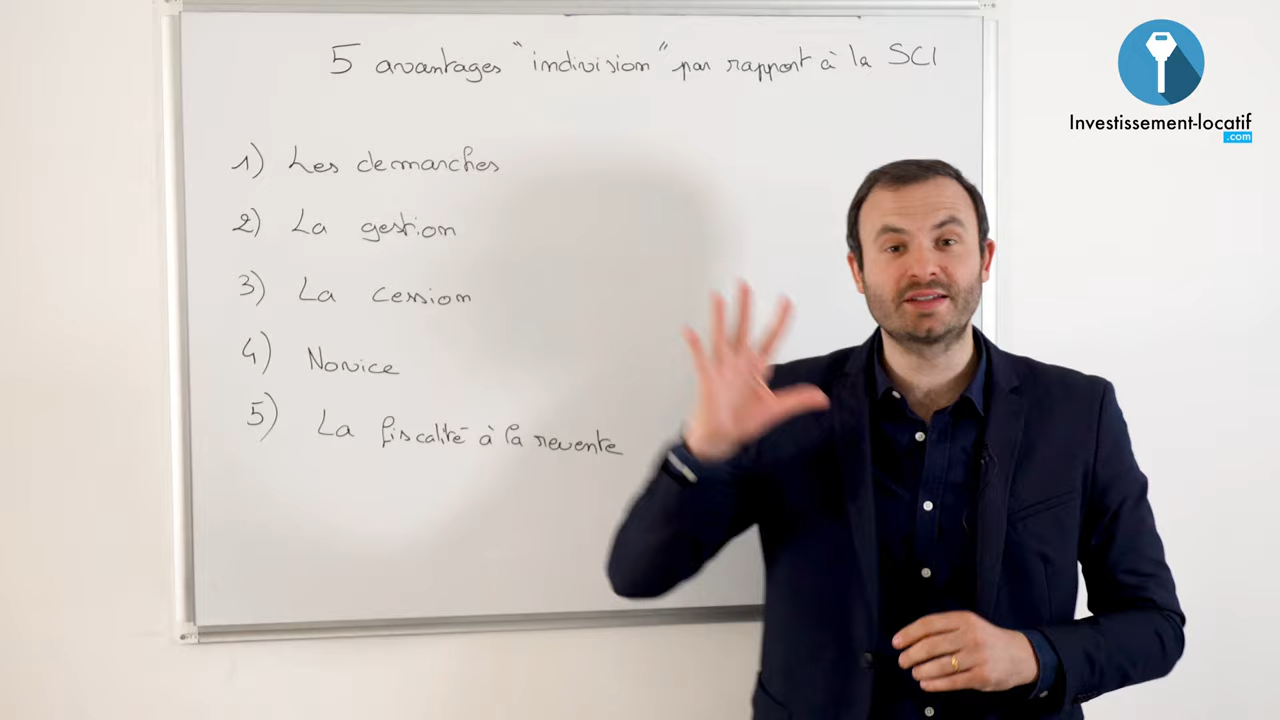 5 avantages "indivision" par rapport à la SCI
1) Les demarches
2) La gestion
3) La cession
4) Novice
5) La fiscalité à la revente
Investissement-locatif
.com